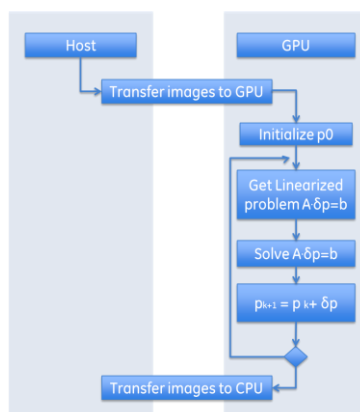 Host
GPU
Transfer images to GPU
Initialize p0
Get Linearized
problem A·δp=b
Solve A·δp=b
pₖ₊₁ = p ₖ+ δp
Transfer images to CPU